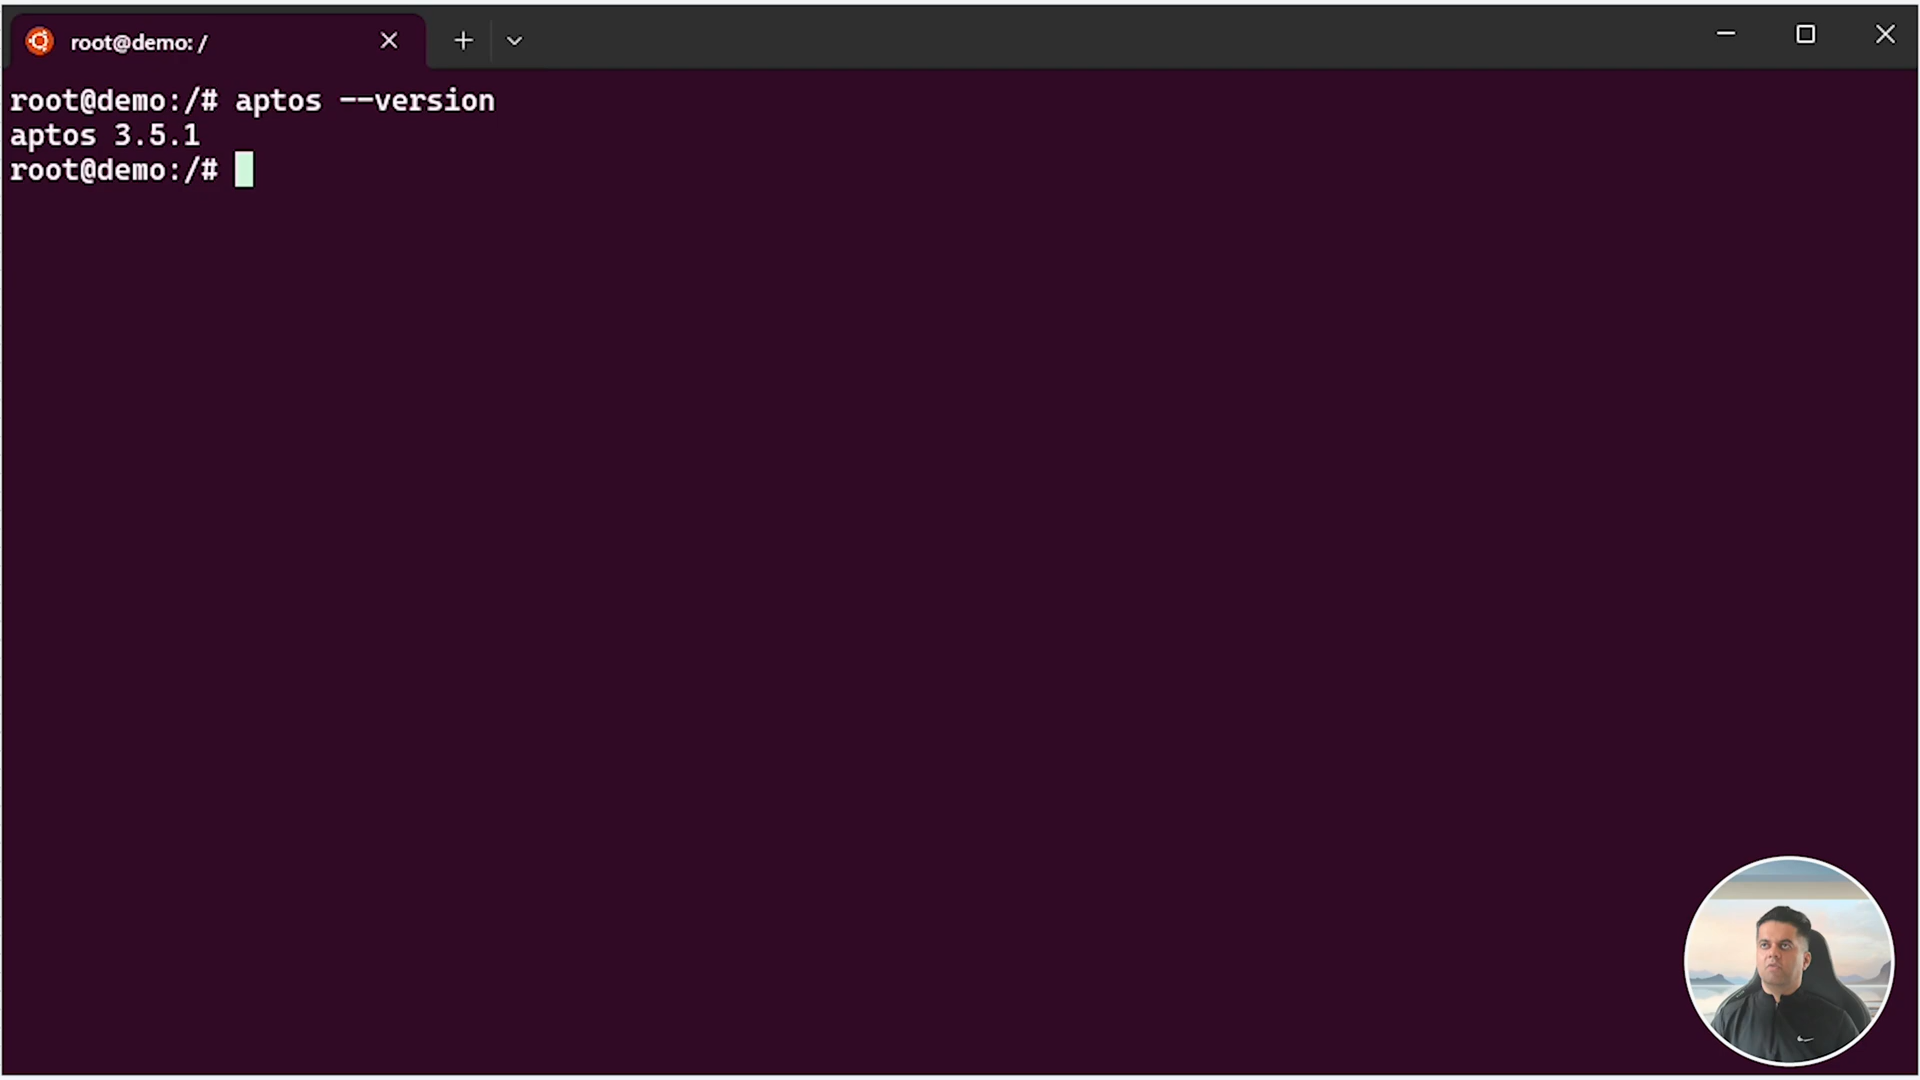 root@demo: /
root@demo:/# aptos --version
aptos 3.5.1
root@demo:/#